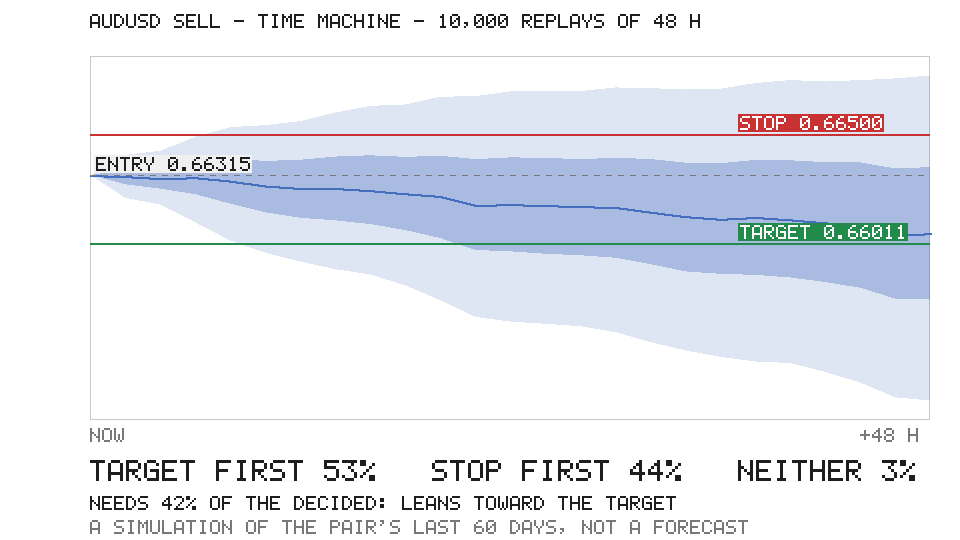 AUDUSD SELL – TIME MACHINE – 10,000 REPLAYS OF 48 H
STOP 0.66500
ENTRY 0.66315
TARGET 0.66011
NOW
+48 H
TARGET FIRST 53% STOP FIRST 44% NEITHER 3%
NEEDS 42% OF THE DECIDED: LEANS TOWARD THE TARGET
A SIMULATION OF THE PAIR'S LAST 60 DAYS, NOT A FORECAST